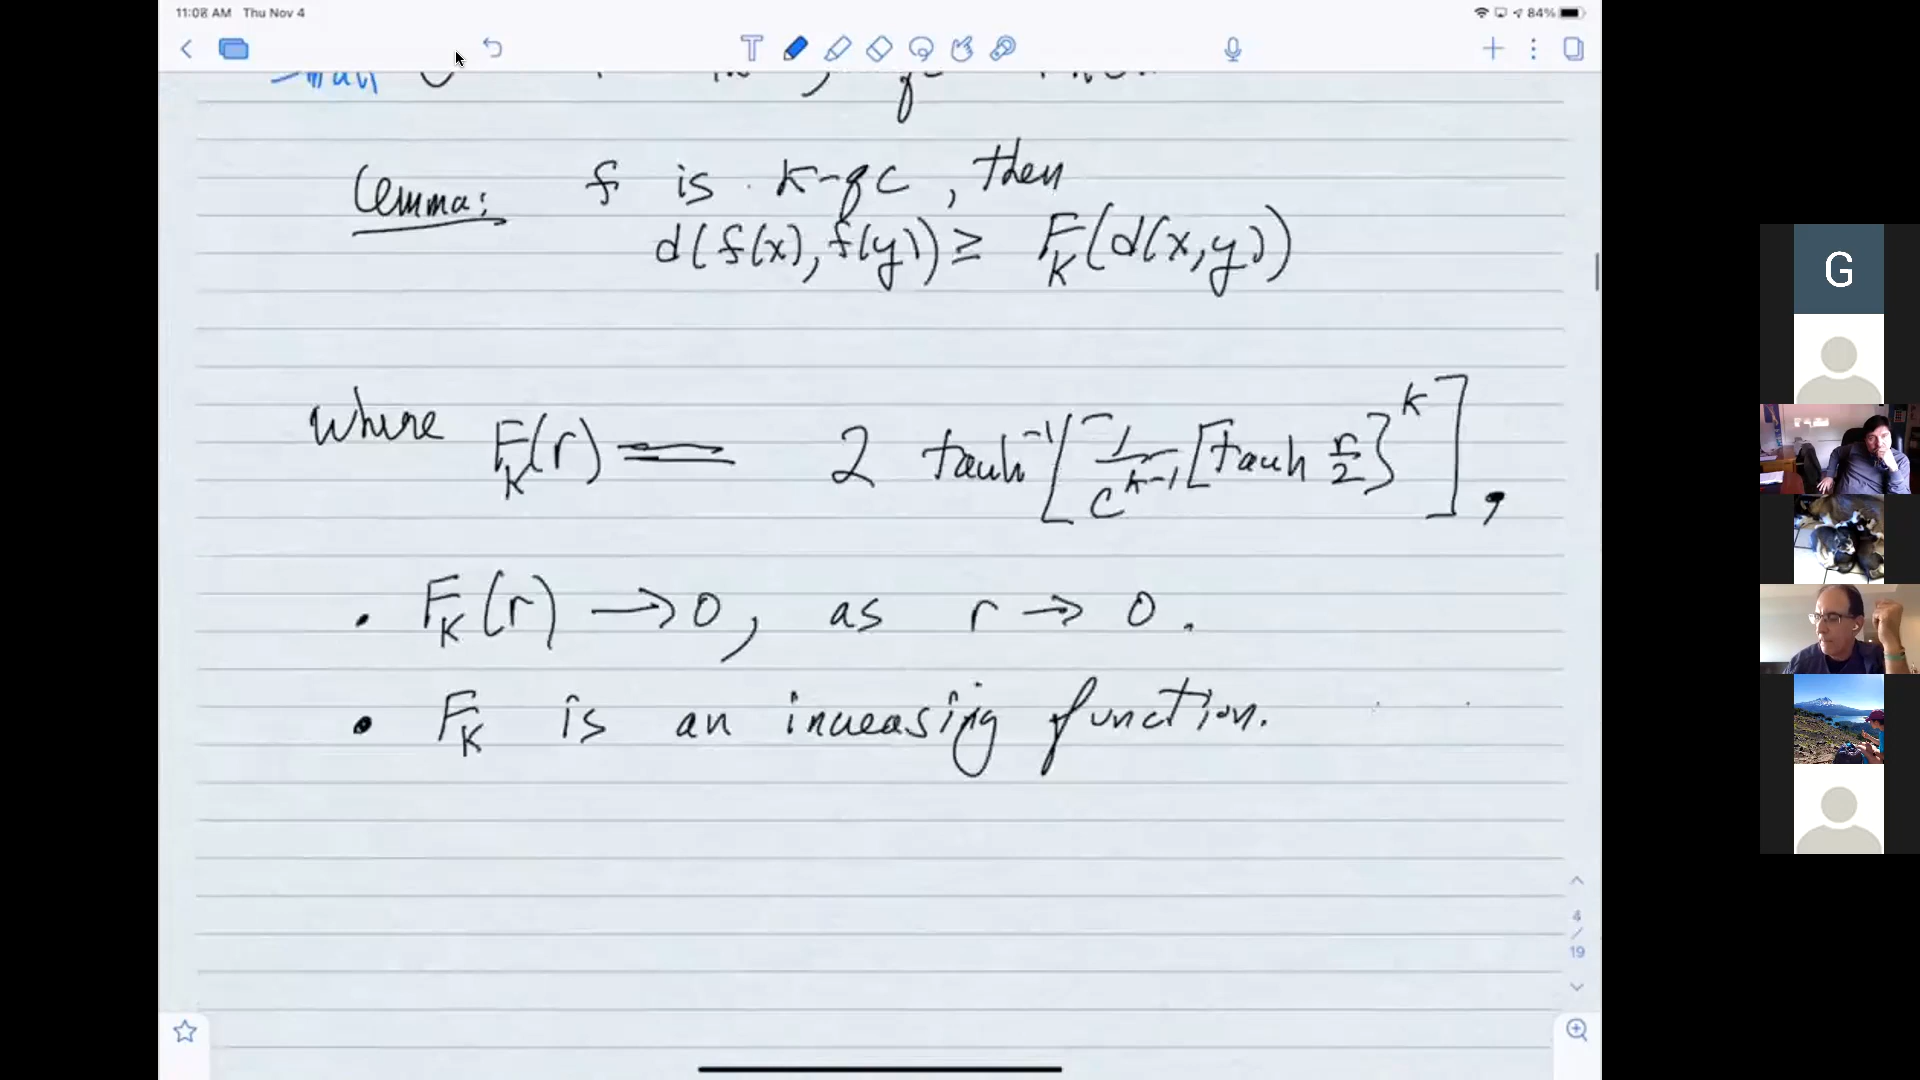 11:08 AM Thu Nov 4
84%
small
Lemma: f is K-qc, then
d(f(x), f(y)) ≥ F_K(d(x,y))
where F_K(r) = 2 tanh⁻¹[1/c^{K-1} [tanh r/2]^K],
• F_K(r) → 0, as r → 0.
• F_K is an increasing function.
G
4
/
19